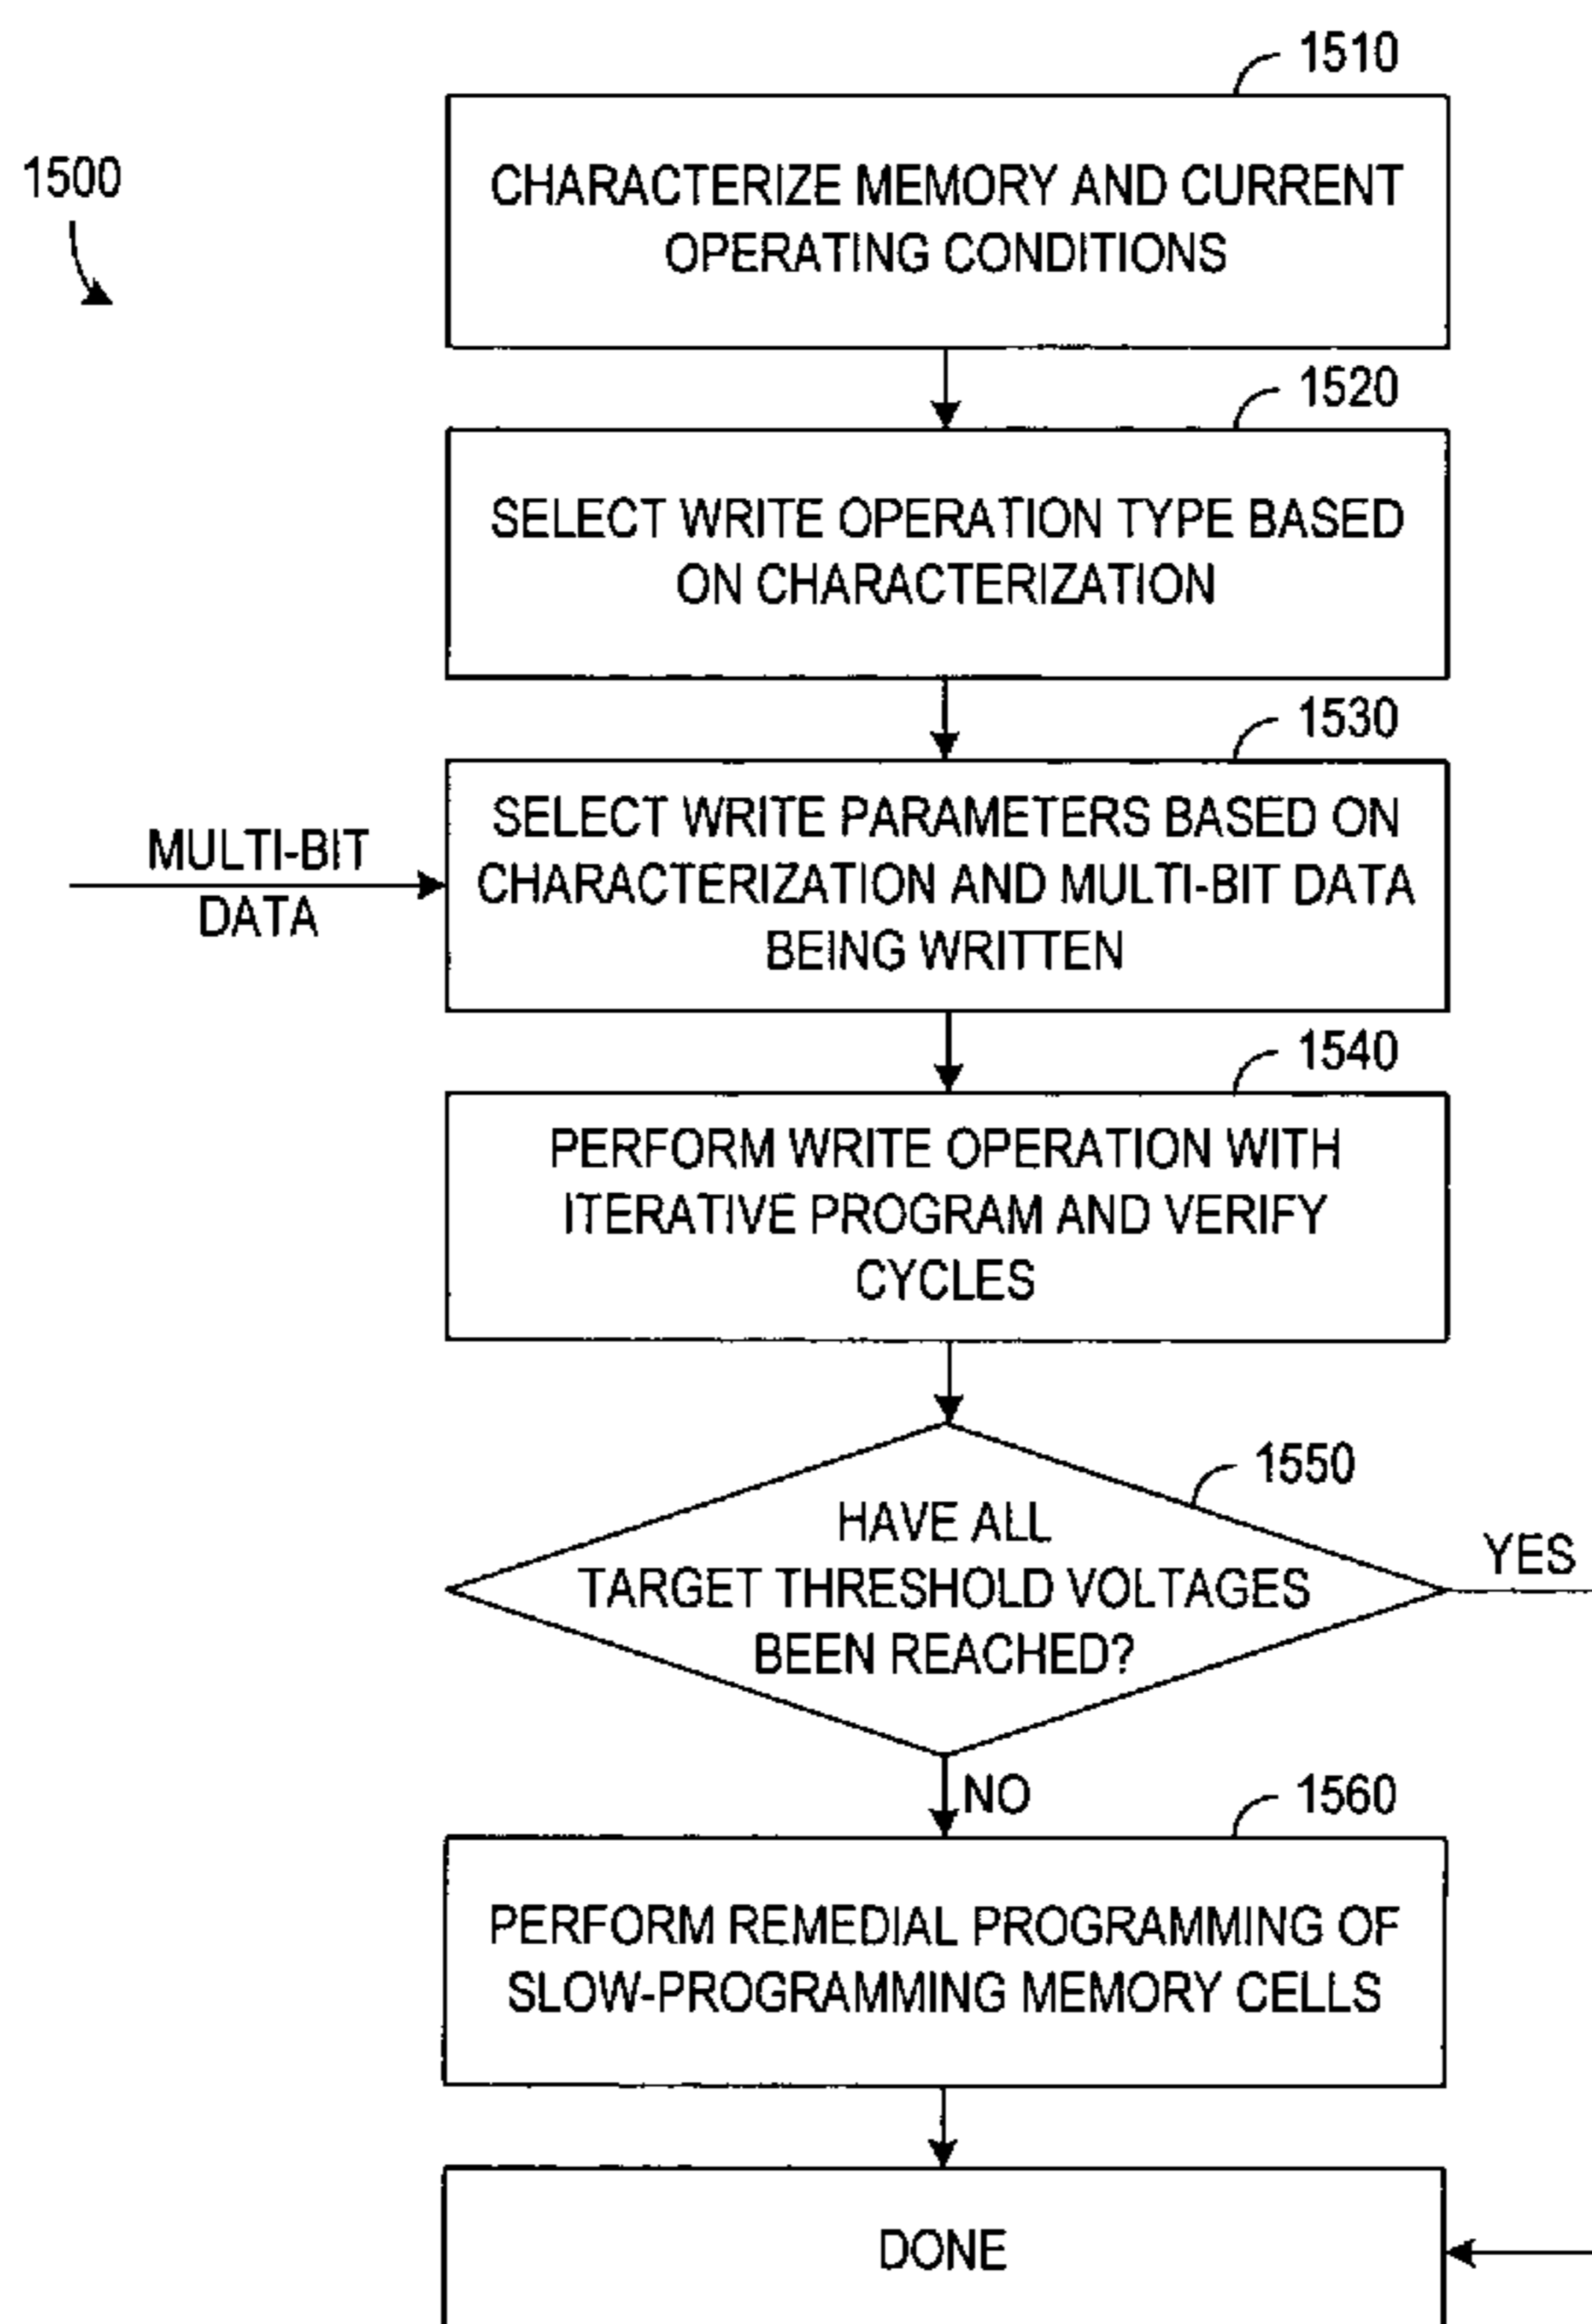 1500
1510
CHARACTERIZE MEMORY AND CURRENT
OPERATING CONDITIONS
1520
SELECT WRITE OPERATION TYPE BASED
ON CHARACTERIZATION
1530
MULTI-BIT
DATA
SELECT WRITE PARAMETERS BASED ON
CHARACTERIZATION AND MULTI-BIT DATA
BEING WRITTEN
1540
PERFORM WRITE OPERATION WITH
ITERATIVE PROGRAM AND VERIFY
CYCLES
1550
HAVE ALL
TARGET THRESHOLD VOLTAGES
BEEN REACHED?
YES
NO
1560
PERFORM REMEDIAL PROGRAMMING OF
SLOW-PROGRAMMING MEMORY CELLS
DONE